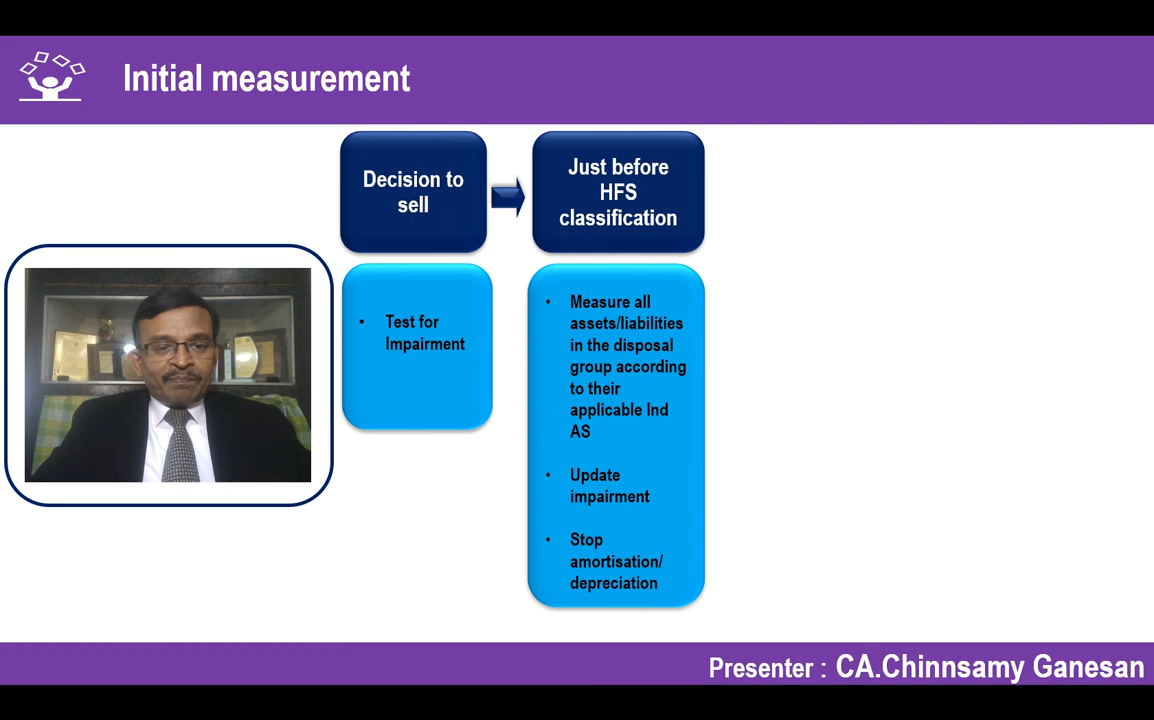 Initial measurement
Decision to
sell
Just before
HFS
classification
• Test for
Impairment
• Measure all
assets/liabilities
in the disposal
group according
to their
applicable Ind
AS
• Update
impairment
• Stop
amortisation/
depreciation
Presenter : CA.Chinnsamy Ganesan